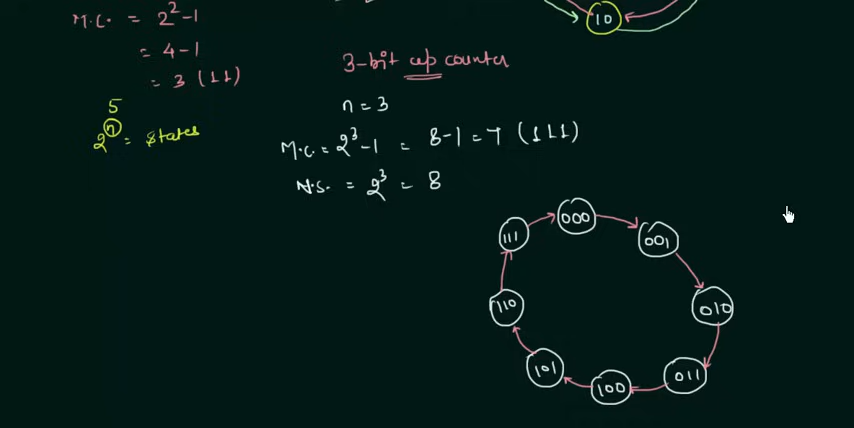 M.C. = 2²-1
= 4-1
= 3 (11)
5
2ⁿ = States
10
3-bit up counter
n = 3
M.C. = 2³-1 = 8-1 = 7 (111)
N.S. = 2³ = 8
000
001
010
011
100
101
110
111